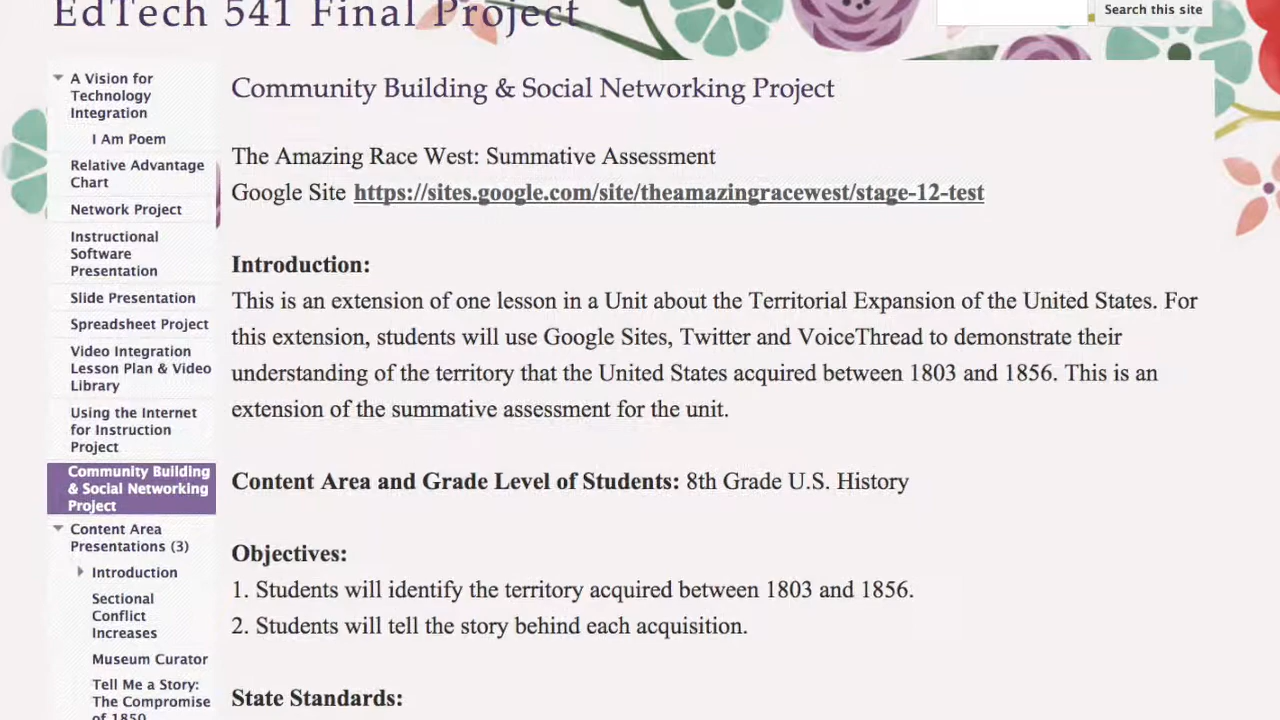 EdTech 541 Final Project
Search this site
A Vision for
Technology
Integration
I Am Poem
Relative Advantage
Chart
Network Project
Instructional
Software
Presentation
Slide Presentation
Spreadsheet Project
Video Integration
Lesson Plan & Video
Library
Using the Internet
for Instruction
Project
Community Building
& Social Networking
Project
Content Area
Presentations (3)
Introduction
Sectional
Conflict
Increases
Museum Curator
Tell Me a Story:
The Compromise
of 1850
Community Building & Social Networking Project
The Amazing Race West: Summative Assessment
Google Site https://sites.google.com/site/theamazingracewest/stage-12-test
Introduction:
This is an extension of one lesson in a Unit about the Territorial Expansion of the United States. For
this extension, students will use Google Sites, Twitter and VoiceThread to demonstrate their
understanding of the territory that the United States acquired between 1803 and 1856. This is an
extension of the summative assessment for the unit.
Content Area and Grade Level of Students: 8th Grade U.S. History
Objectives:
1. Students will identify the territory acquired between 1803 and 1856.
2. Students will tell the story behind each acquisition.
State Standards: